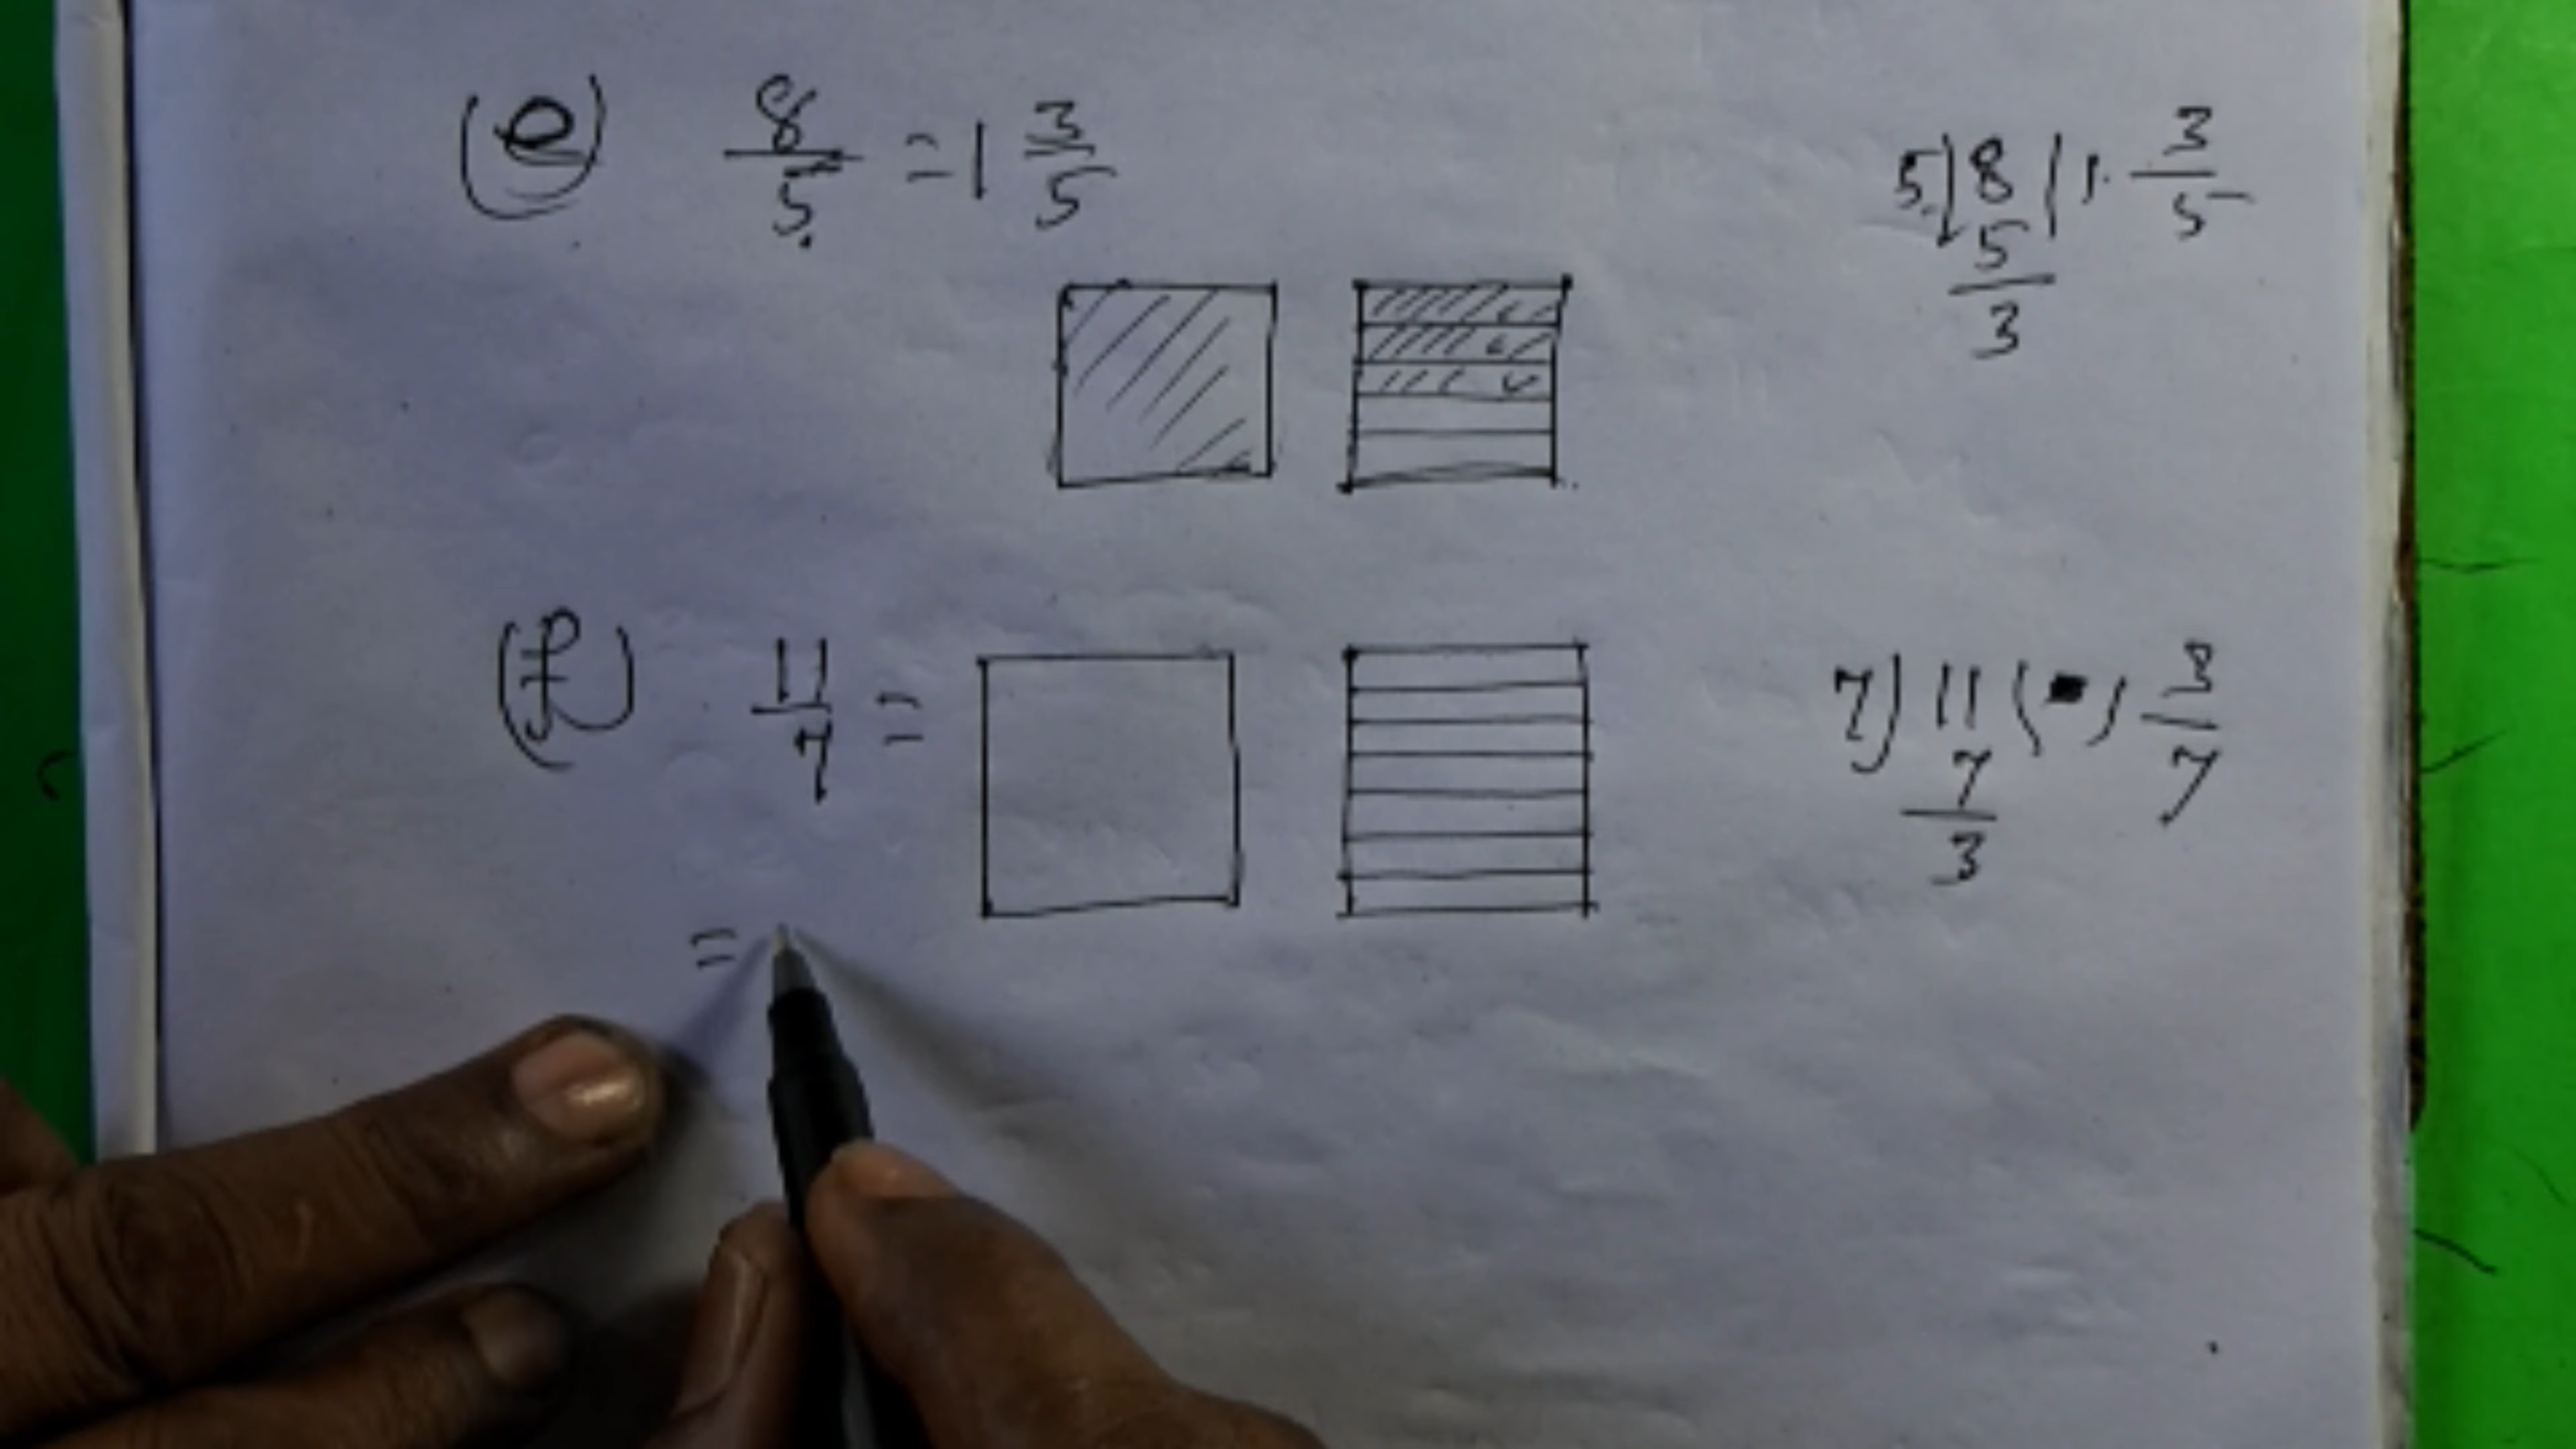 (e) 8/5 = 1 3/5
5)8(1 3/5
5
3
(f) 11/7 =
7)11( ) 3/7
7
3
=